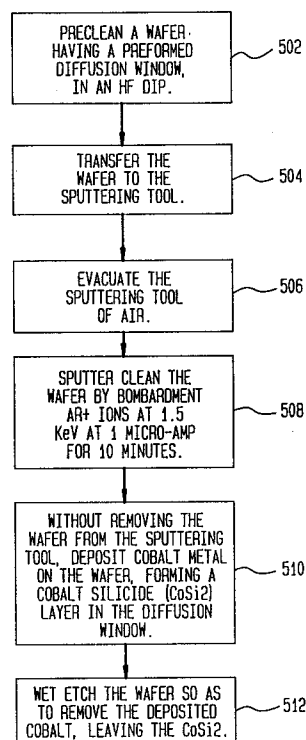 PRECLEAN A WAFER
HAVING A PREFORMED
DIFFUSION WINDOW,
IN AN HF DIP.
502
TRANSFER THE
WAFER TO THE
SPUTTERING TOOL.
504
EVACUATE THE
SPUTTERING TOOL
OF AIR.
506
SPUTTER CLEAN THE
WAFER BY BOMBARDMENT
AR+ IONS AT 1.5
KeV AT 1 MICRO-AMP
FOR 10 MINUTES.
508
WITHOUT REMOVING THE
WAFER FROM THE SPUTTERING
TOOL, DEPOSIT COBALT METAL
ON THE WAFER, FORMING A
COBALT SILICIDE (CoSi2)
LAYER IN THE DIFFUSION
WINDOW.
510
WET ETCH THE WAFER SO AS
TO REMOVE THE DEPOSITED
COBALT, LEAVING THE CoSi2.
512